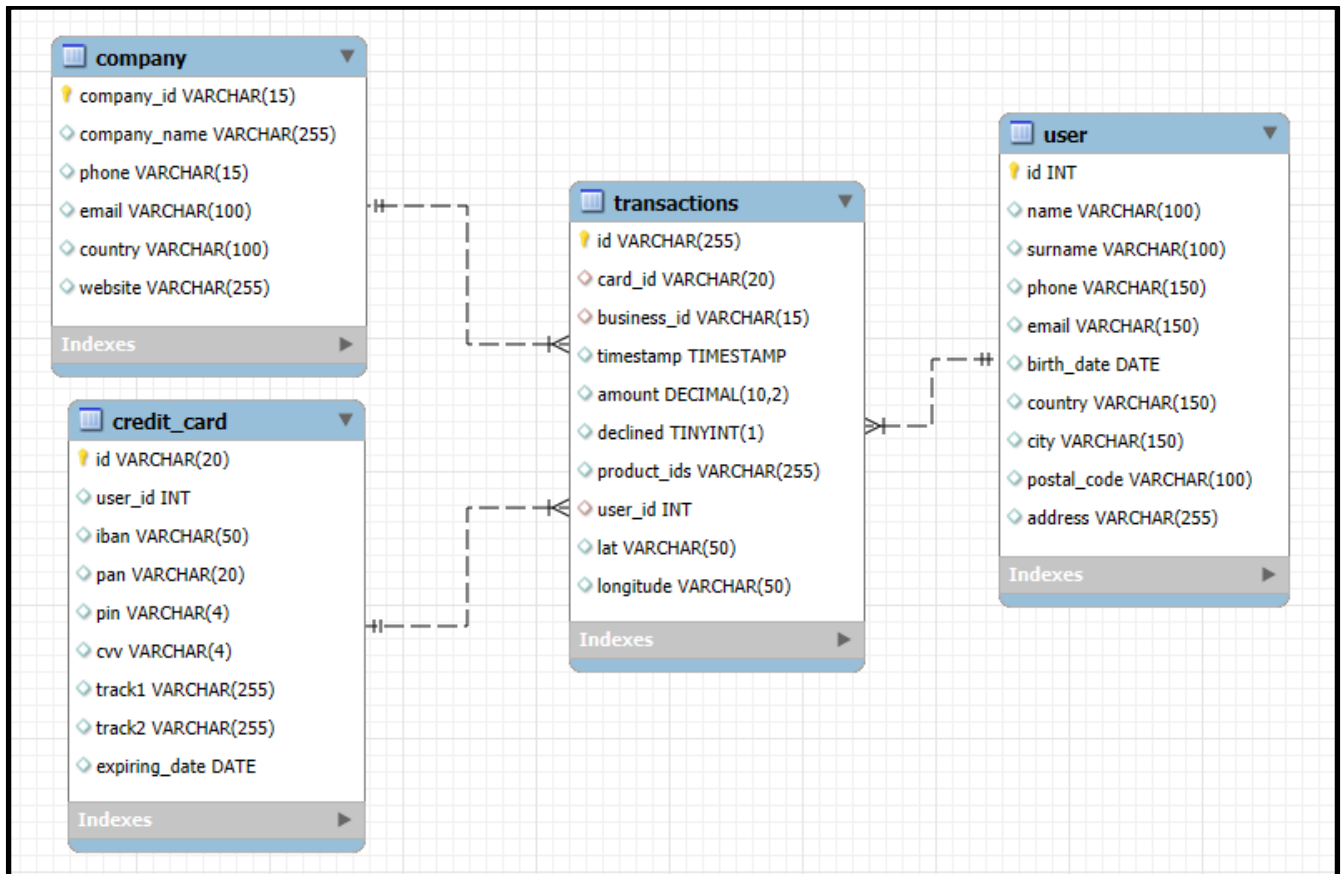 company
company_id VARCHAR(15)
company_name VARCHAR(255)
phone VARCHAR(15)
email VARCHAR(100)
country VARCHAR(100)
website VARCHAR(255)
Indexes
credit_card
id VARCHAR(20)
user_id INT
iban VARCHAR(50)
pan VARCHAR(20)
pin VARCHAR(4)
cvv VARCHAR(4)
track1 VARCHAR(255)
track2 VARCHAR(255)
expiring_date DATE
Indexes
transactions
id VARCHAR(255)
card_id VARCHAR(20)
business_id VARCHAR(15)
timestamp TIMESTAMP
amount DECIMAL(10,2)
declined TINYINT(1)
product_ids VARCHAR(255)
user_id INT
lat VARCHAR(50)
longitude VARCHAR(50)
Indexes
user
id INT
name VARCHAR(100)
surname VARCHAR(100)
phone VARCHAR(150)
email VARCHAR(150)
birth_date DATE
country VARCHAR(150)
city VARCHAR(150)
postal_code VARCHAR(100)
address VARCHAR(255)
Indexes